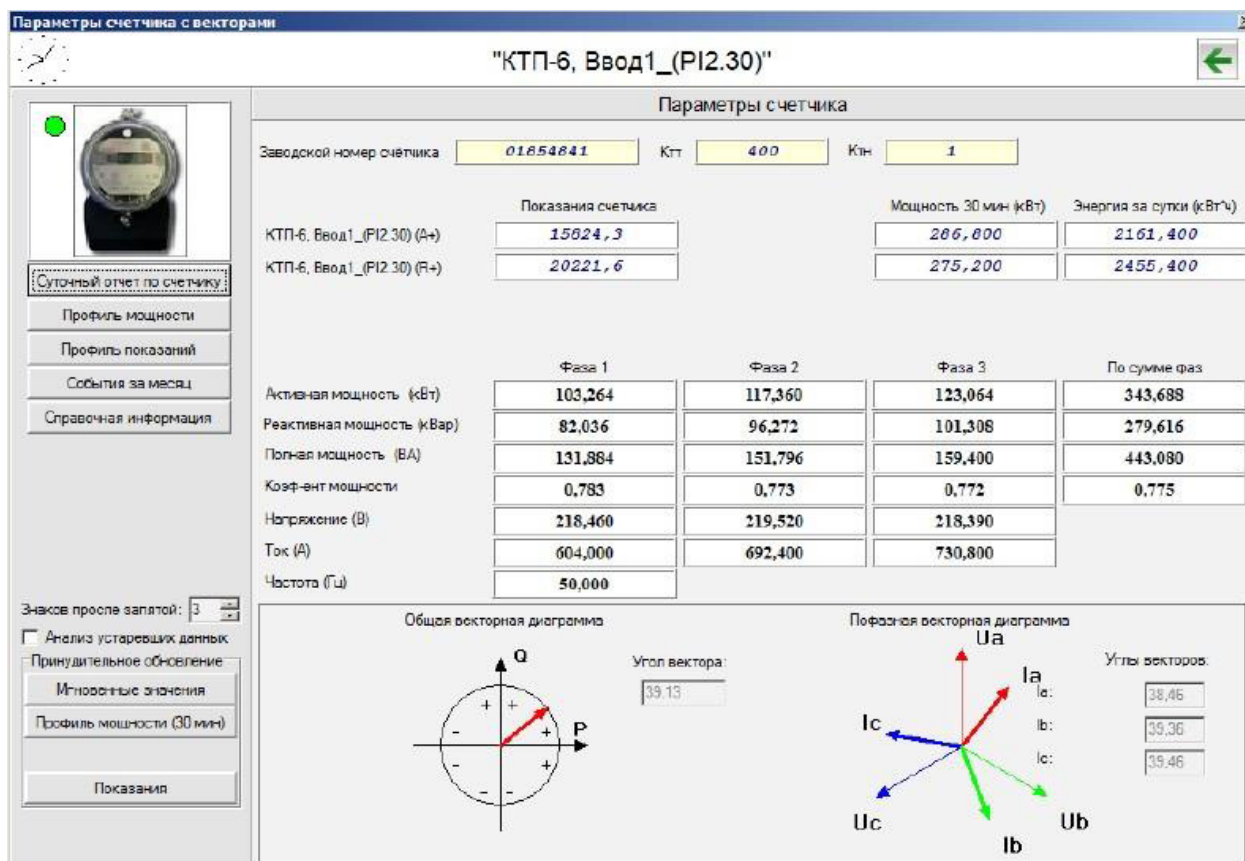 Параметры счетчика с векторами
"КТП-6, Ввод1_(PI2.30)"
Параметры счетчика
Заводской номер счётчика 01854841 Ктт 400 Ктн 1
Показания счетчика Мощность 30 мин (кВт) Энергия за сутки (кВт*ч)
КТП-6, Ввод1_(PI2.30) (A+) 15824,3 286,800 2161,400
КТП-6, Ввод1_(PI2.30) (R+) 20221,6 275,200 2455,400
Суточный отчет по счетчику
Профиль мощности
Профиль показаний
События за месяц
Справочная информация
Фаза 1 Фаза 2 Фаза 3 По сумме фаз
Активная мощность (кВт) 103,264 117,360 123,064 343,688
Реактивная мощность (кВар) 82,036 96,272 101,308 279,616
Полная мощность (ВА) 131,884 151,796 159,400 443,080
Коэф-ент мощности 0,783 0,773 0,772 0,775
Напряжение (В) 218,460 219,520 218,390
Ток (А) 604,000 692,400 730,800
Частота (Гц) 50,000
Знаков просле запятой: 3
Анализ устаревших данных
Принудительное обновление
Мгновенные значения
Профиль мощности (30 мин)
Показания
Общая векторная диаграмма
Угол вектора:
39,13
Q
P
+ +
- +
- +
- -
Пофазная векторная диаграмма
Углы векторов:
Ua
Ia
Ic
Uc
Ib
Ub
Ia: 38,46
Ib: 39,36
Ic: 39,46